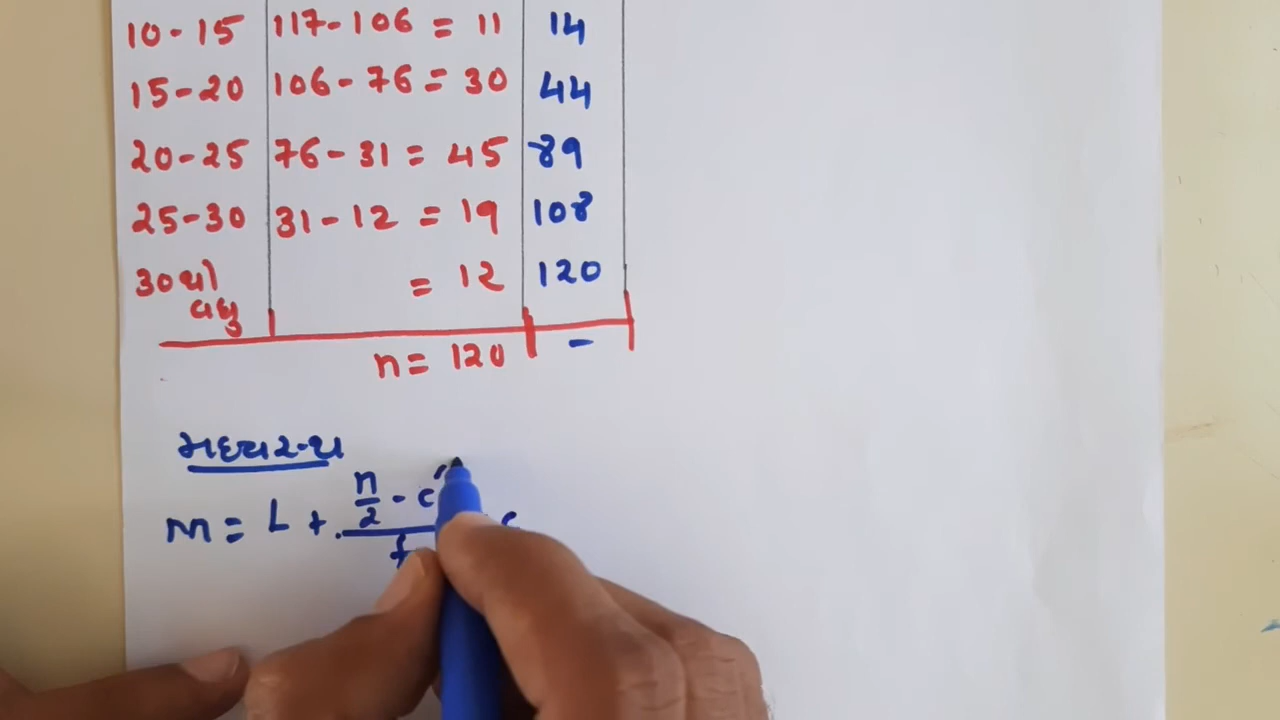 10-15 117-106 = 11 14
15-20 106-76 = 30 44
20-25 76-31 = 45 89
25-30 31-12 = 19 108
30થી = 12 120
વધુ
n = 120 -
મધ્યસ્થ
M = L + n/2 - cf
f
c